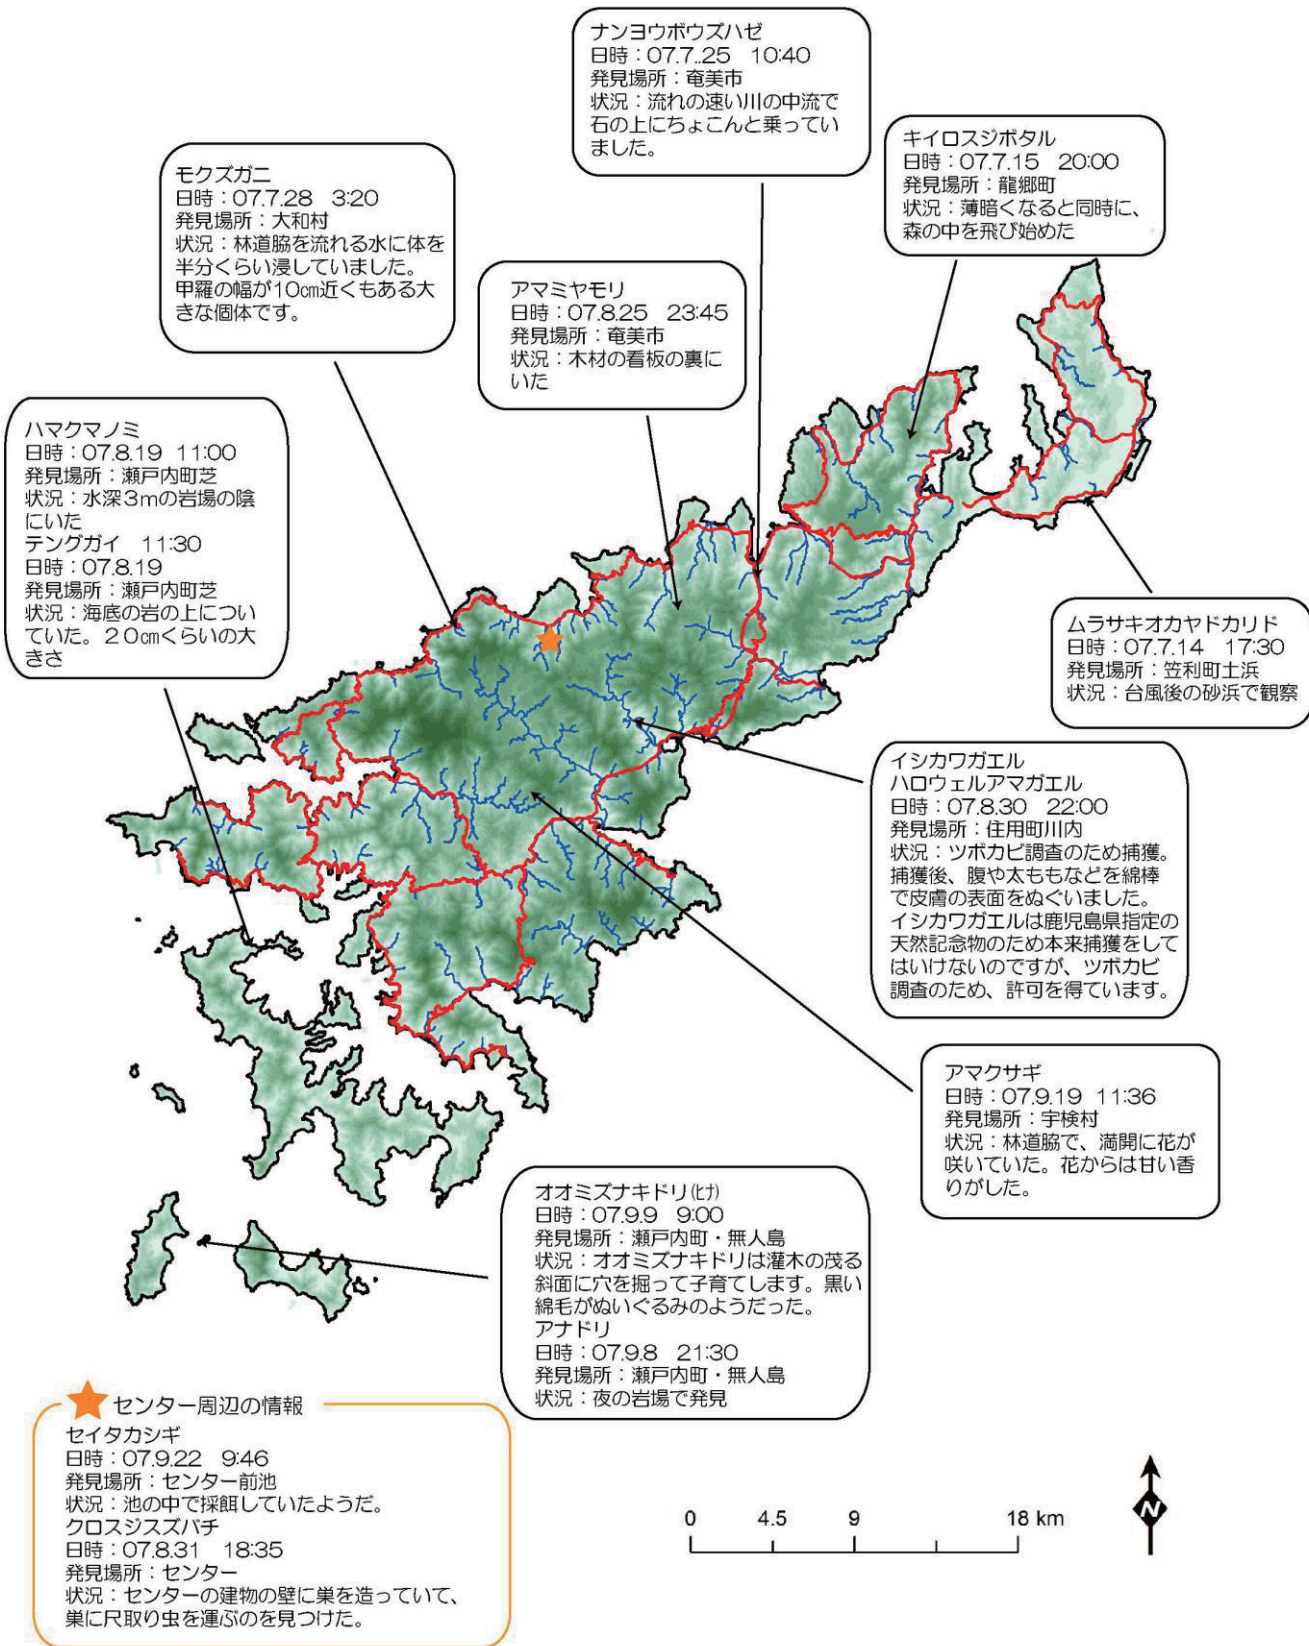 ナンヨウボウズハゼ
日時：07.7..25　10:40
発見場所：奄美市
状況：流れの速い川の中流で
石の上にちょこんと乗ってい
ました。
キイロスジボタル
日時：07.7.15　20:00
発見場所：龍郷町
状況：薄暗くなると同時に、
森の中を飛び始めた
モクズガニ
日時：07.7.28　3:20
発見場所：大和村
状況：林道脇を流れる水に体を
半分くらい浸していました。
甲羅の幅が10cm近くもある大
きな個体です。
アマミヤモリ
日時：07.8.25　23:45
発見場所：奄美市
状況：木材の看板の裏に
いた
ハマクマノミ
日時：07.8.19　11:00
発見場所：瀬戸内町芝
状況：水深3mの岩場の陰
にいた
テングガイ　11:30
日時：07.8.19
発見場所：瀬戸内町芝
状況：海底の岩の上につい
ていた。２０cmくらいの大
きさ
ムラサキオカヤドカリド
日時：07.7.14　17:30
発見場所：笠利町土浜
状況：台風後の砂浜で観察
イシカワガエル
ハロウェルアマガエル
日時：07.8.30　22:00
発見場所：住用町川内
状況：ツボカビ調査のため捕獲。
捕獲後、腹や太ももなどを綿棒
で皮膚の表面をぬぐいました。
イシカワガエルは鹿児島県指定の
天然記念物のため本来捕獲をして
はいけないのですが、ツボカビ
調査のため、許可を得ています。
アマクサギ
日時：07.9.19　11:36
発見場所：宇検村
状況：林道脇で、満開に花が
咲いていた。花からは甘い香
りがした。
オオミズナキドリ(ヒナ)
日時：07.9.9　9:00
発見場所：瀬戸内町・無人島
状況：オオミズナキドリは灌木の茂る
斜面に穴を掘って子育てします。黒い
綿毛がぬいぐるみのようだった。
アナドリ
日時：07.9.8　21:30
発見場所：瀬戸内町・無人島
状況：夜の岩場で発見
センター周辺の情報
セイタカシギ
日時：07.9.22　9:46
発見場所：センター前池
状況：池の中で採餌していたようだ。
クロスジスズバチ
日時：07.8.31　18:35
発見場所：センター
状況：センターの建物の壁に巣を造っていて、
巣に尺取り虫を運ぶのを見つけた。
0　4.5　9　18 km
N